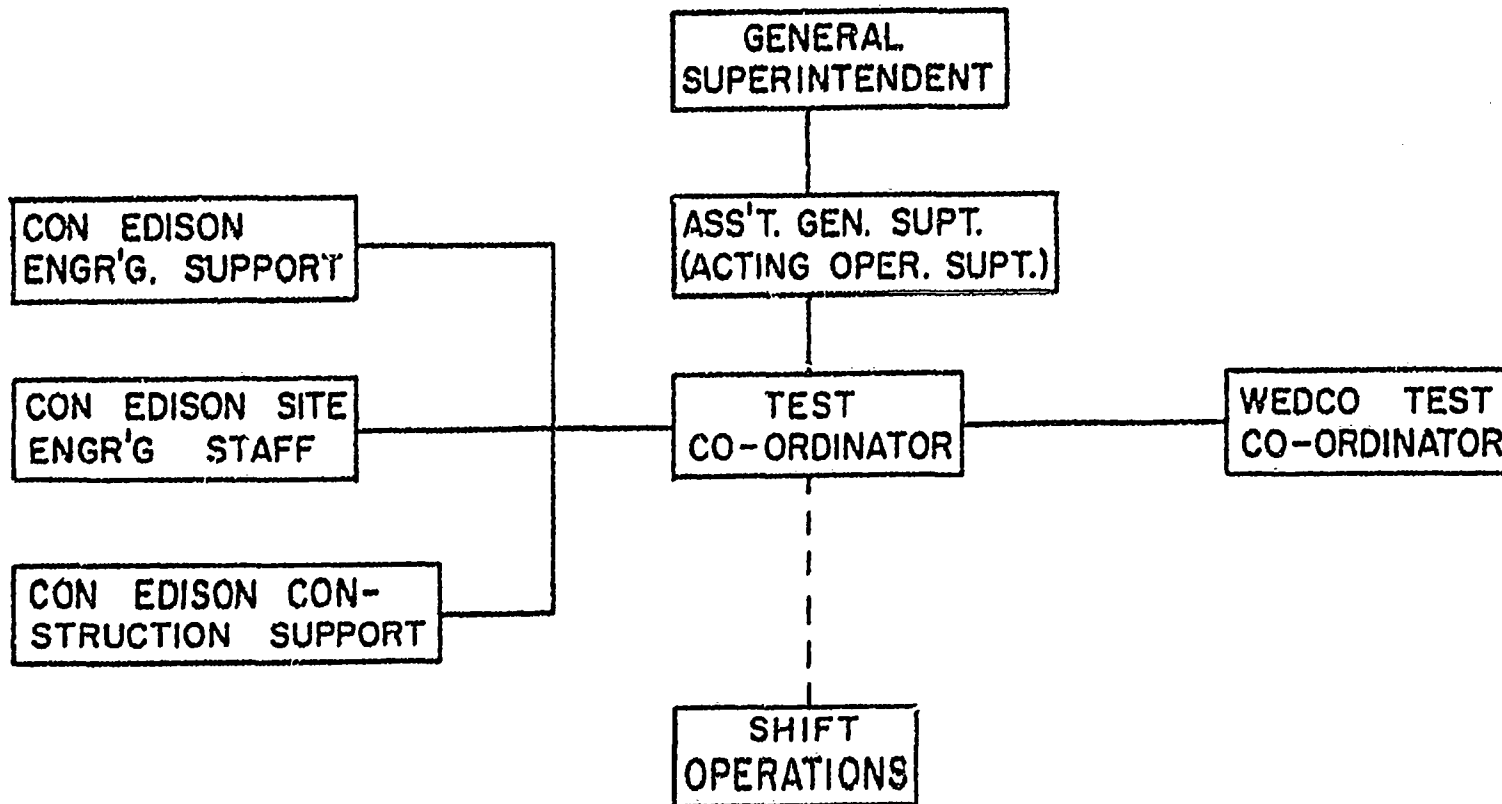 GENERAL
SUPERINTENDENT
CON EDISON
ENGR'G. SUPPORT
ASS'T. GEN. SUPT.
(ACTING OPER. SUPT.)
CON EDISON SITE
ENGR'G STAFF
TEST
CO-ORDINATOR
WEDCO TEST
CO-ORDINATOR
CON EDISON CON-
STRUCTION SUPPORT
SHIFT
OPERATIONS